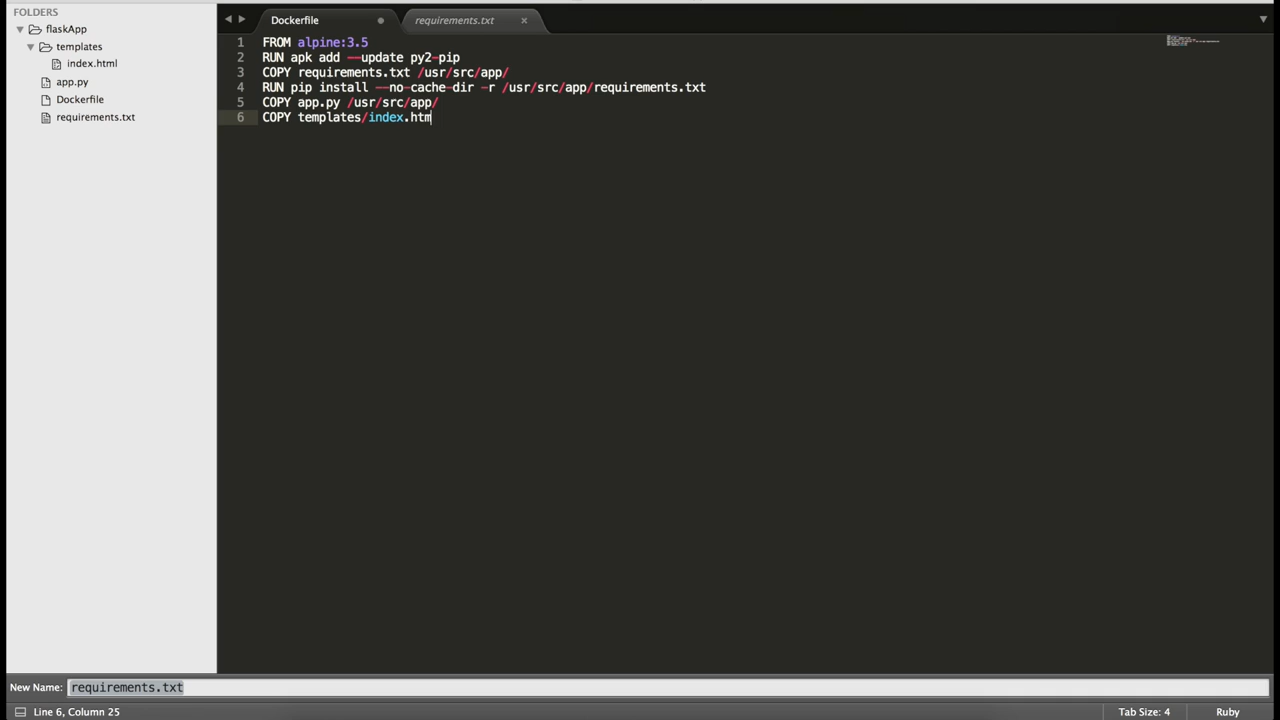 FOLDERS
flaskApp
templates
index.html
app.py
Dockerfile
requirements.txt
Dockerfile
requirements.txt
1 FROM alpine:3.5
2 RUN apk add --update py2-pip
3 COPY requirements.txt /usr/src/app/
4 RUN pip install --no-cache-dir -r /usr/src/app/requirements.txt
5 COPY app.py /usr/src/app/
6 COPY templates/index.htm
New Name: requirements.txt
Line 6, Column 25
Tab Size: 4
Ruby